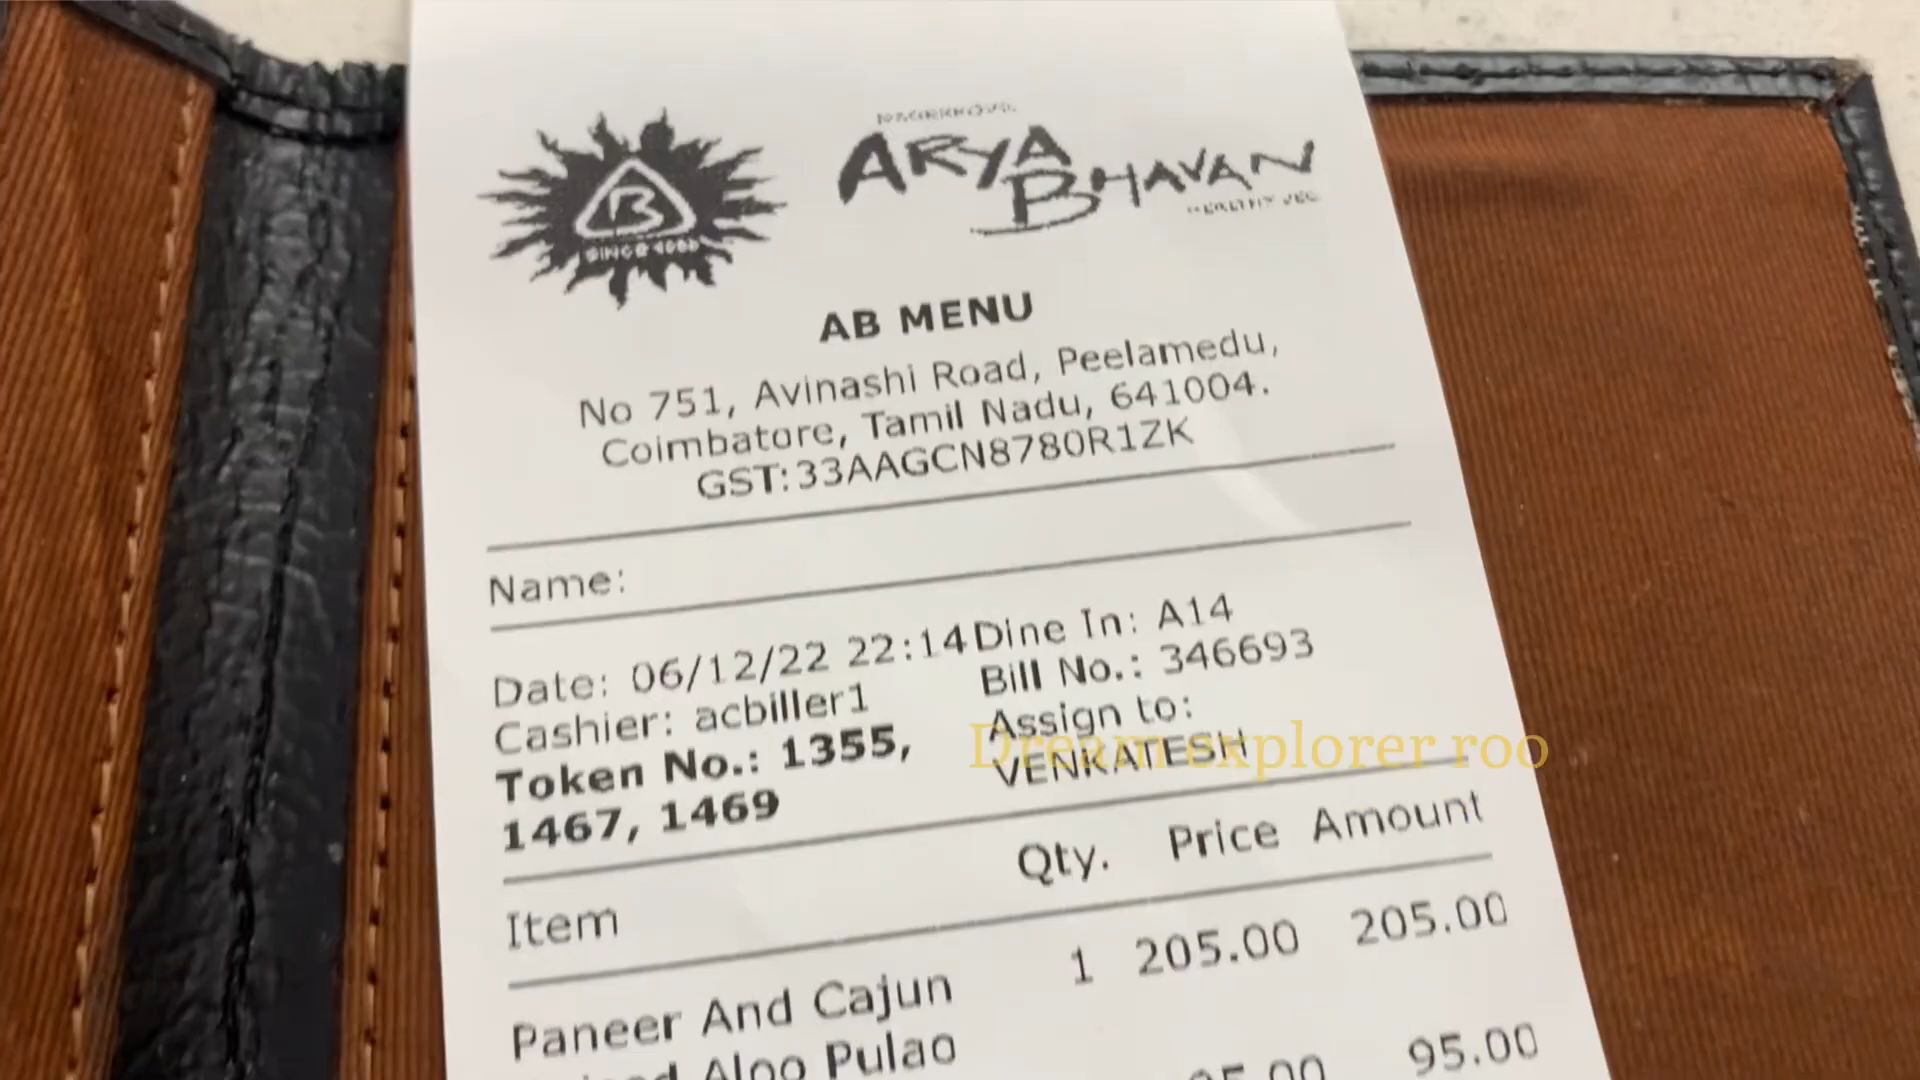 ARYA
BHAVAN
SINCE
AB MENU
No 751, Avinashi Road, Peelamedu,
Coimbatore, Tamil Nadu, 641004.
GST:33AAGCN8780R1ZK
Name:
Date: 06/12/22 22:14 Dine In: A14
Cashier: acbiller1 Bill No.: 346693
Token No.: 1355, Assign to:
1467, 1469 VENKATESH
Dream explorer roo
Item Qty. Price Amount
Paneer And Cajun 1 205.00 205.00
Aloo Pulao
95.00